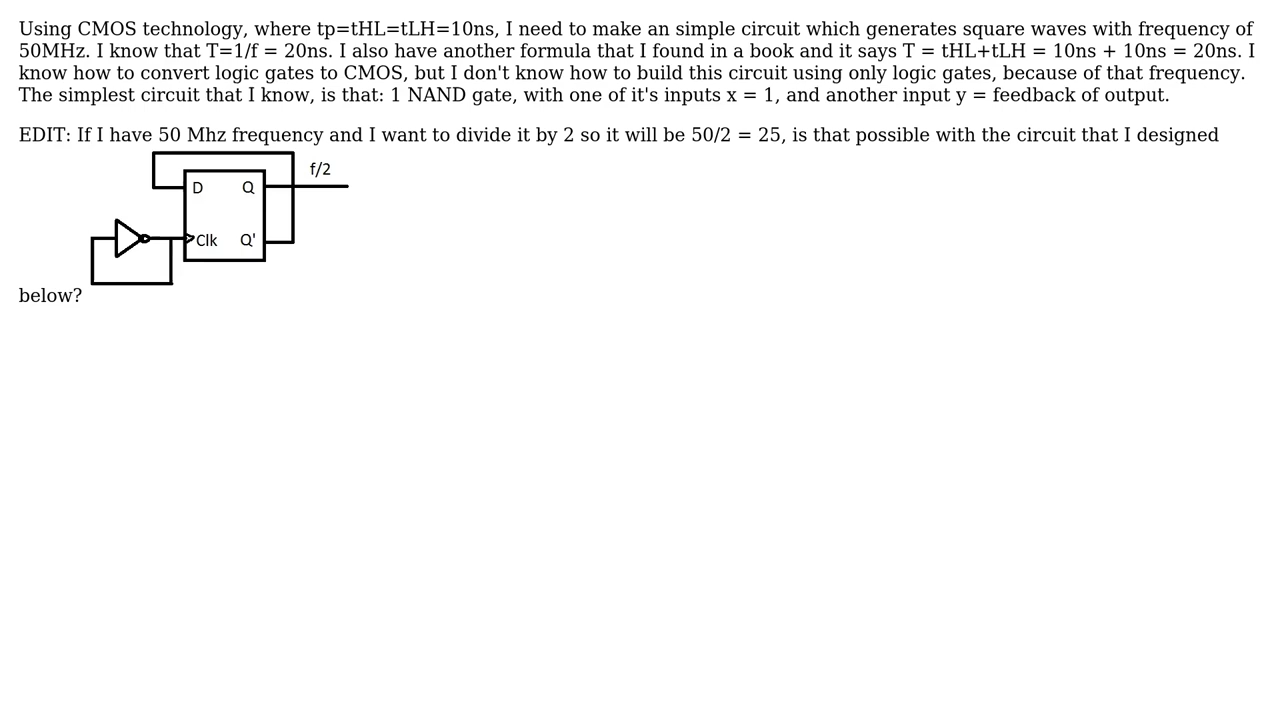 Using CMOS technology, where tp=tHL=tLH=10ns, I need to make an simple circuit which generates square waves with frequency of
50MHz. I know that T=1/f = 20ns. I also have another formula that I found in a book and it says T = tHL+tLH = 10ns + 10ns = 20ns. I
know how to convert logic gates to CMOS, but I don't know how to build this circuit using only logic gates, because of that frequency.
The simplest circuit that I know, is that: 1 NAND gate, with one of it's inputs x = 1, and another input y = feedback of output.
EDIT: If I have 50 Mhz frequency and I want to divide it by 2 so it will be 50/2 = 25, is that possible with the circuit that I designed
f/2
D Q
Clk Q'
below?